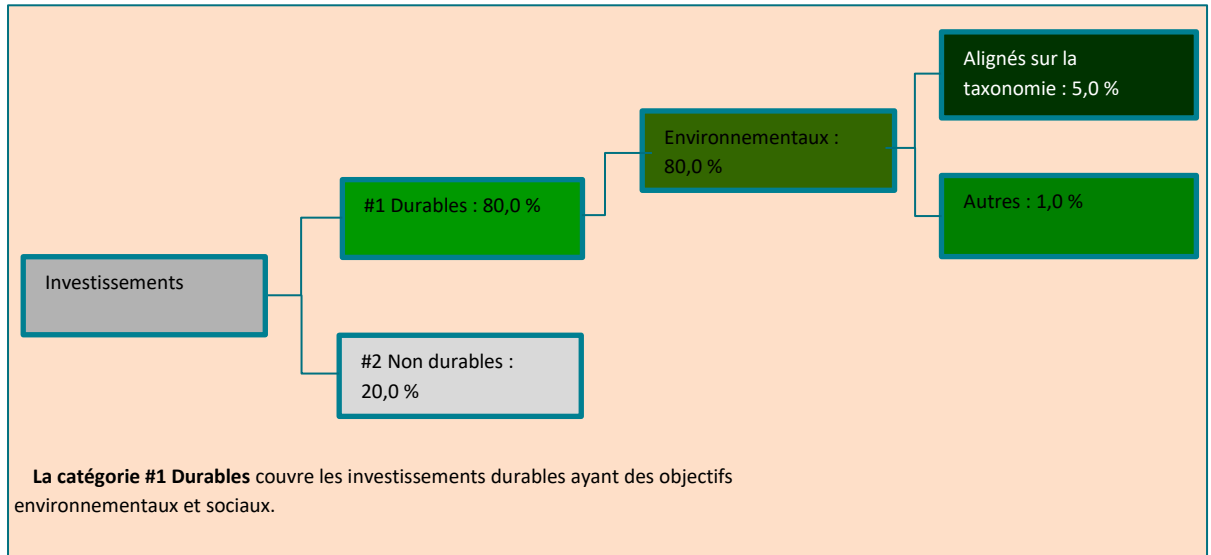 Alignés sur la
taxonomie : 5,0 %
Environnementaux :
80,0 %
#1 Durables : 80,0 %
Autres : 1,0 %
Investissements
#2 Non durables :
20,0 %
La catégorie #1 Durables couvre les investissements durables ayant des objectifs
environnementaux et sociaux.